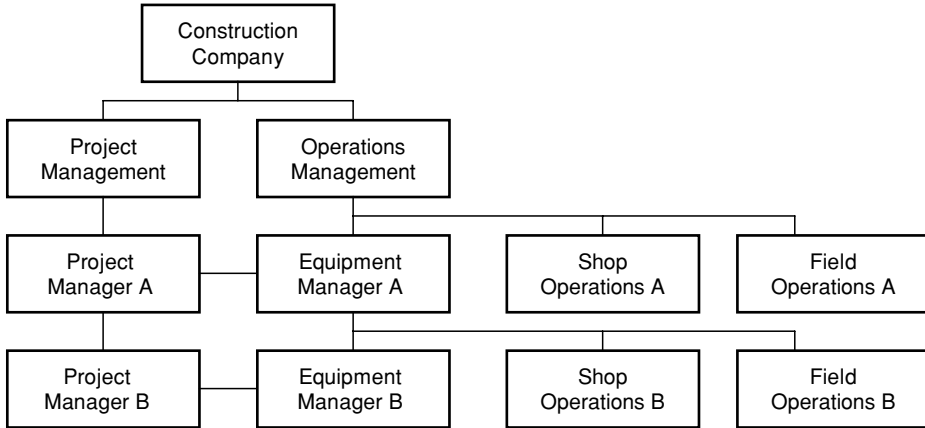 Construction
Company
Project
Management
Operations
Management
Project
Manager A
Equipment
Manager A
Shop
Operations A
Field
Operations A
Project
Manager B
Equipment
Manager B
Shop
Operations B
Field
Operations B